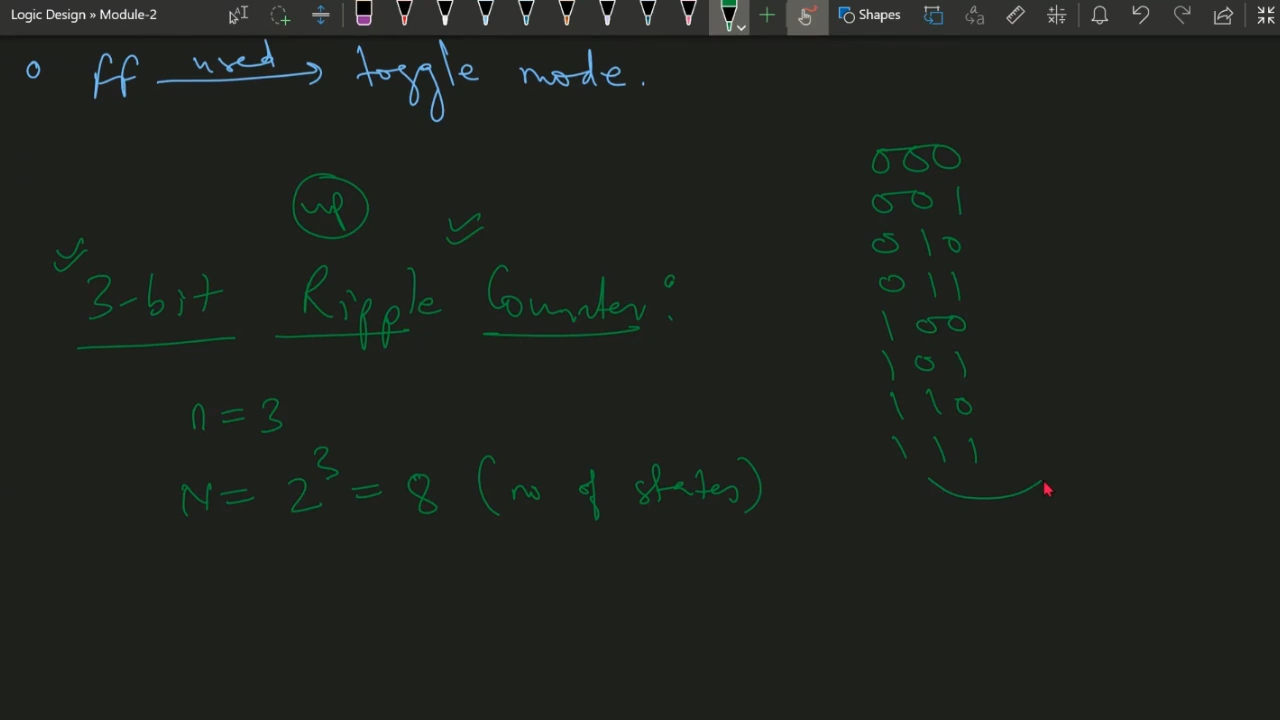 Logic Design » Module-2
Shapes
ff used toggle mode.
up
3-bit Ripple Counter:
n = 3
N = 2³ = 8 (no of states)
000
001
010
011
100
101
110
111